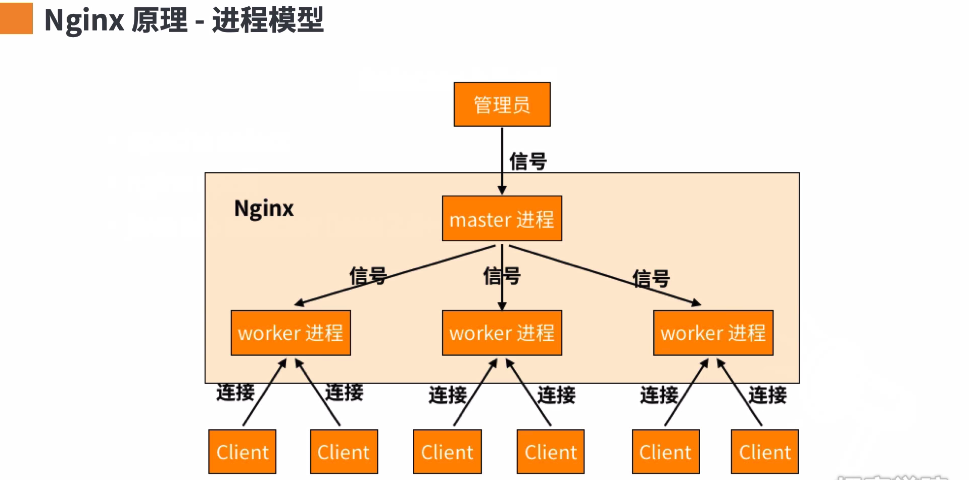 Nginx 原理 - 进程模型
管理员
信号
Nginx
master 进程
信号 信号 信号
worker 进程 worker 进程 worker 进程
连接 连接 连接 连接 连接 连接
Client Client Client Client Client Client